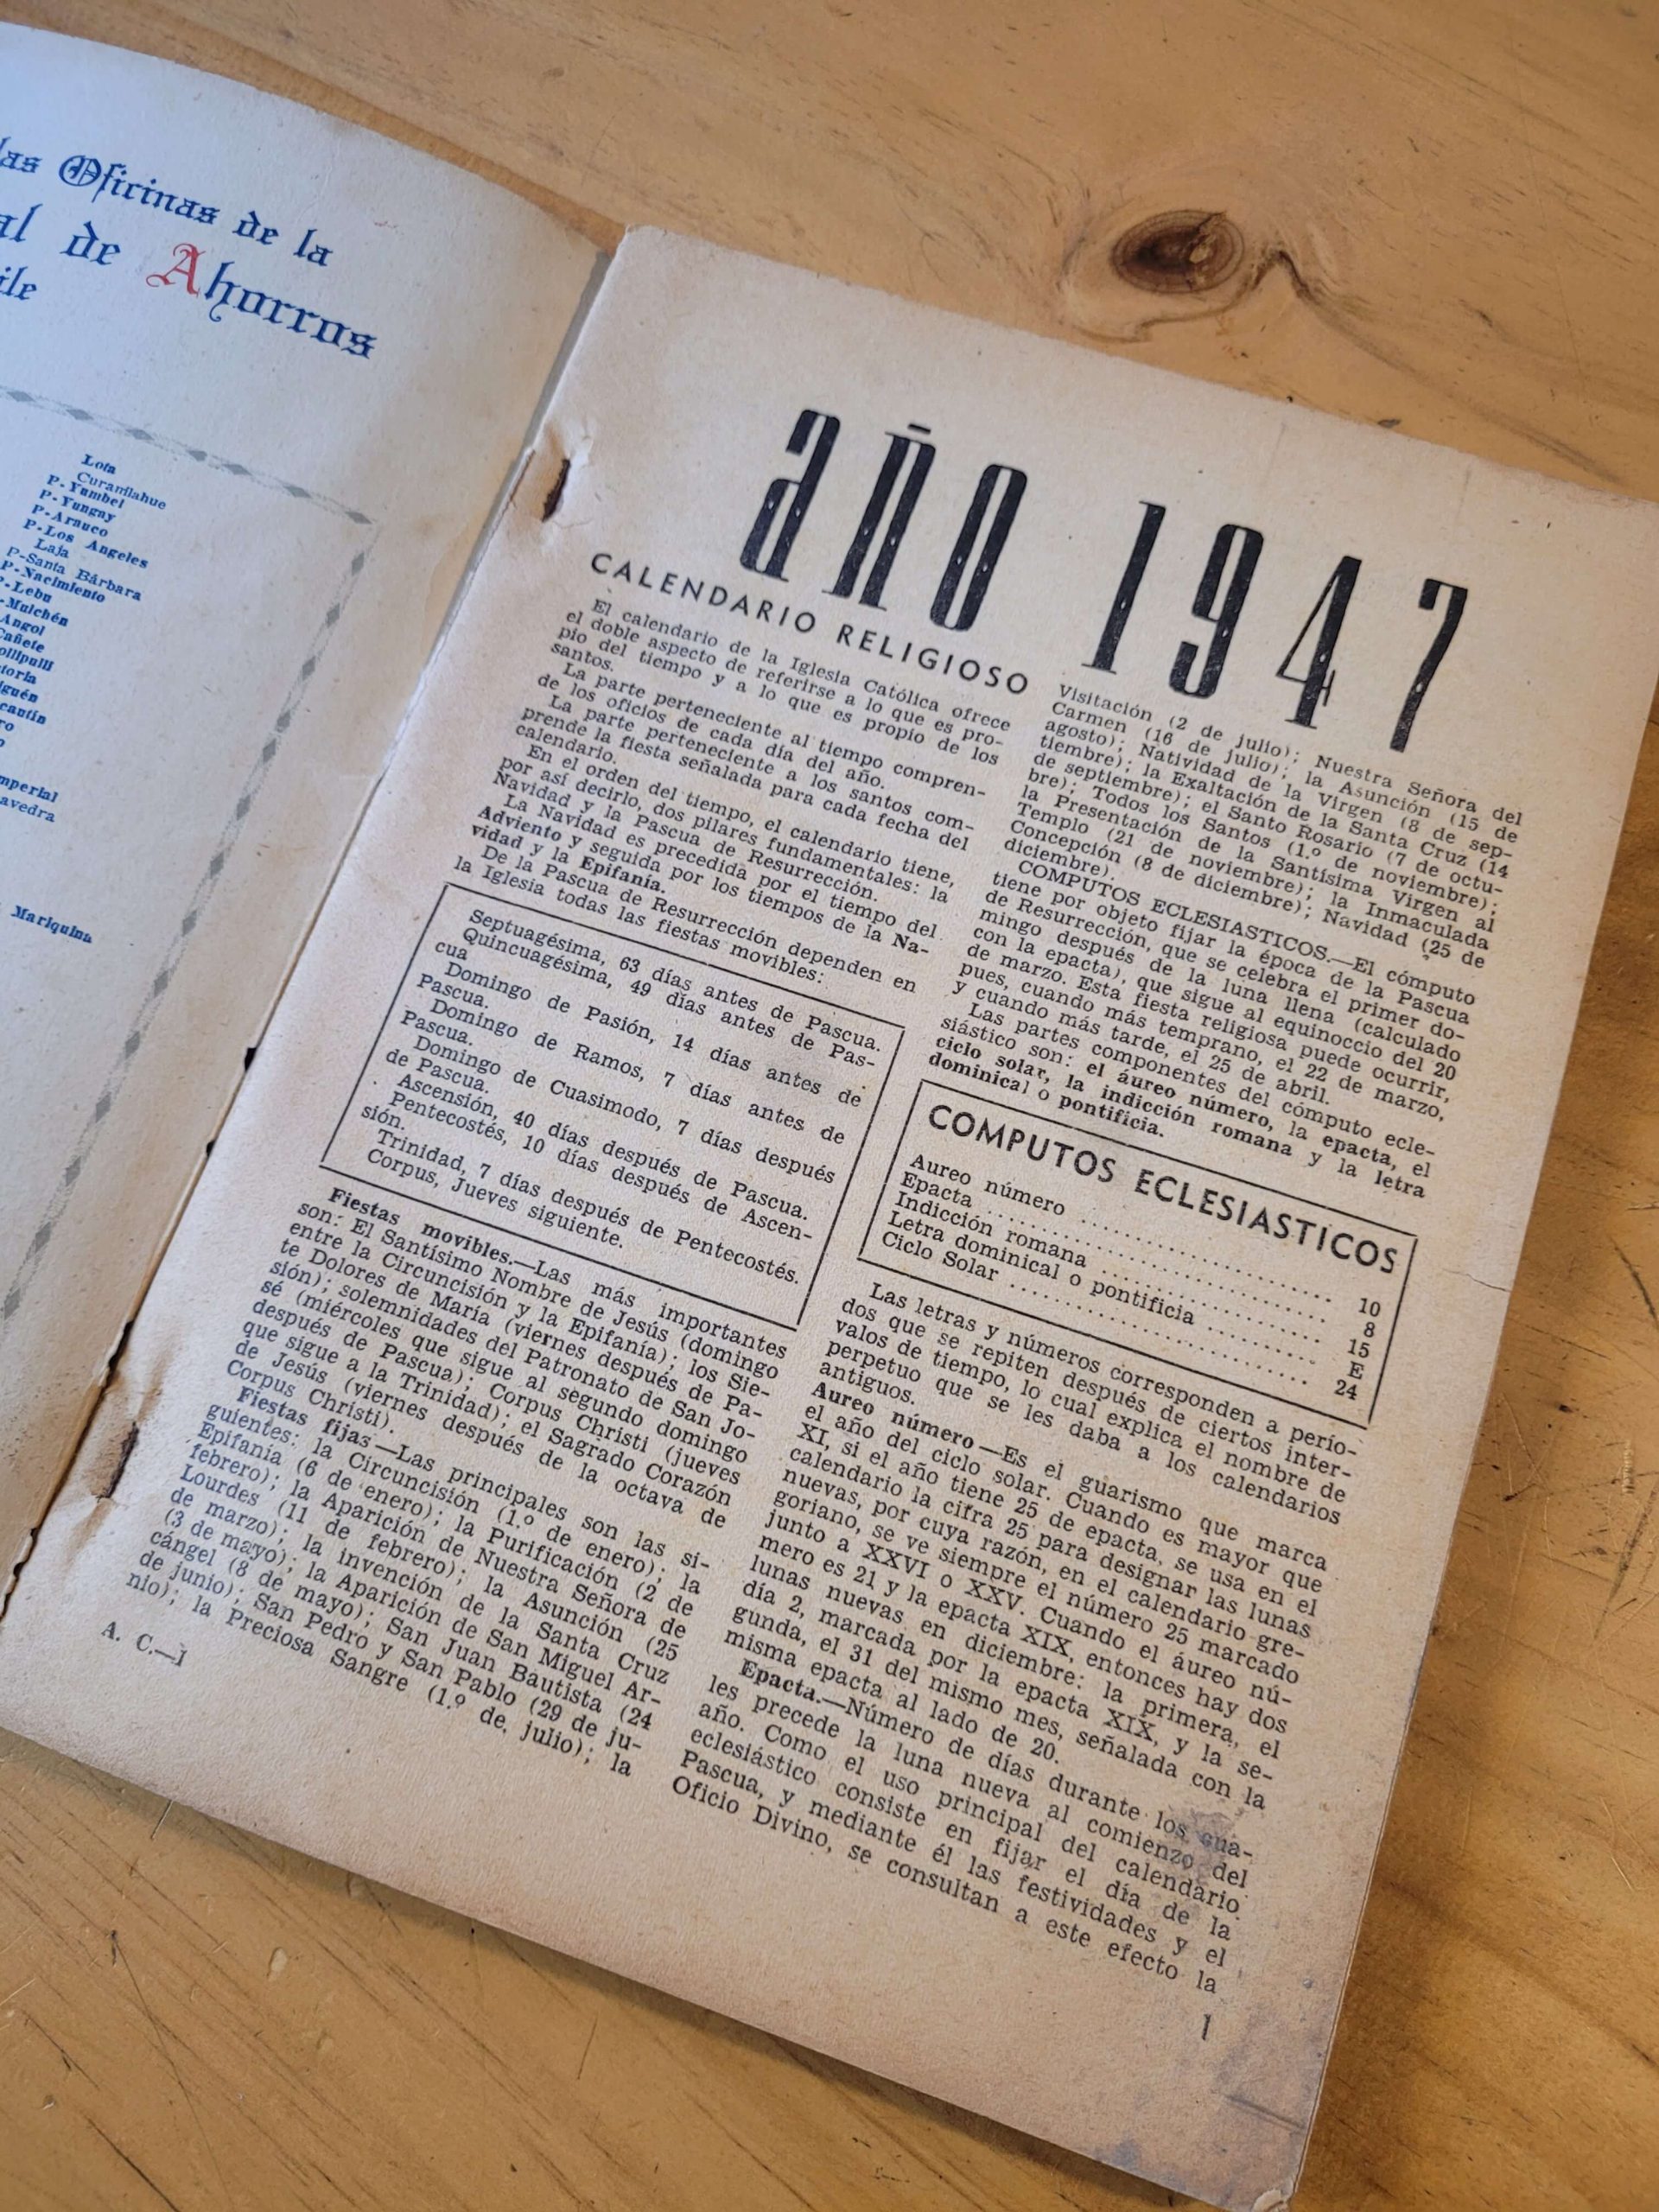 las Oficinas de la
al de Ahorros
ile
Lota
Curanilahue
P.-Yumbel
P.-Yungay
P.-Arauco
P.-Los Angeles
Laja
P-Santa Bárbara
P.-Nacimiento
P.-Lebu
-Mulchén
Angol
Cañete
ollipulli
toria
iguén
cautín
ro
o
mperial
avedra
Mariquina
año 1947
CALENDARIO RELIGIOSO
El calendario de la Iglesia Católica ofrece
el doble aspecto de referirse a lo que es pro-
pio del tiempo y a lo que es propio de los
santos.
La parte perteneciente al tiempo compren-
de los oficios de cada día del año.
La parte perteneciente a los santos com-
prende la fiesta señalada para cada fecha del
calendario.
En el orden del tiempo, el calendario tiene,
por así decirlo, dos pilares fundamentales: la
Navidad y la Pascua de Resurrección.
La Navidad es precedida por el tiempo del
Adviento y seguida por los tiempos de la Na-
vidad y la Epifanía.
De la Pascua de Resurrección dependen en
la Iglesia todas las fiestas movibles:
Septuagésima, 63 días antes de Pascua.
Quincuagésima, 49 días antes de Pas-
cua
Domingo de Pasión, 14 días antes de
Pascua.
Domingo de Ramos, 7 días antes de
Pascua.
Domingo de Cuasimodo, 7 días después
de Pascua.
Ascensión, 40 días después de Pascua.
Pentecostés, 10 días después de Ascen-
sión.
Trinidad, 7 días después de Pentecostés.
Corpus, Jueves siguiente.
Fiestas movibles.—Las más importantes
son: El Santísimo Nombre de Jesús (domingo
entre la Circuncisión y la Epifanía); los Sie-
te Dolores de María (viernes después de Pa-
sión); solemnidades del Patronato de San Jo-
sé (miércoles que sigue al segundo domingo
después de Pascua); Corpus Christi (jueves
que sigue a la Trinidad); el Sagrado Corazón
de Jesús (viernes después de la octava de
Corpus Christi).
Fiestas fijas—Las principales son las si-
guientes: la Circuncisión (1.º de enero); la
Epifanía (6 de enero); la Purificación (2 de
febrero); la Aparición de Nuestra Señora de
Lourdes (11 de febrero); la Asunción (25
de marzo); la invención de la Santa Cruz
(3 de mayo); la Aparición de San Miguel Ar-
cángel (8 de mayo); San Juan Bautista (24
de junio); San Pedro y San Pablo (29 de ju-
nio); la Preciosa Sangre (1.º de julio); la
A. C.—1
Visitación (2 de julio); Nuestra Señora del
Carmen (16 de julio); la Asunción (15 de
agosto); Natividad de la Virgen (8 de sep-
tiembre); la Exaltación de la Santa Cruz (14
de septiembre); el Santo Rosario (7 de octu-
bre); Todos los Santos (1.º de noviembre);
la Presentación de la Santísima Virgen al
Templo (21 de noviembre); la Inmaculada
Concepción (8 de diciembre); Navidad (25 de
diciembre).
COMPUTOS ECLESIASTICOS.—El cómputo
tiene por objeto fijar la época de la Pascua
de Resurrección, que se celebra el primer do-
mingo después de la luna llena (calculado
con la epacta), que sigue al equinoccio del 20
de marzo. Esta fiesta religiosa puede ocurrir,
pues, cuando más temprano, el 22 de marzo,
y cuando más tarde, el 25 de abril.
Las partes componentes del cómputo ecle-
siástico son: el áureo número, la epacta, el
ciclo solar, la indicción romana y la letra
dominical o pontificia.
COMPUTOS ECLESIASTICOS
Aureo número .................... 10
Epacta .................... 8
Indicción romana .................... 15
Letra dominical o pontificia .......... E
Ciclo Solar .................... 24
Las letras y números corresponden a perío-
dos que se repiten después de ciertos inter-
valos de tiempo, lo cual explica el nombre de
perpetuo que se les daba a los calendarios
antiguos.
Aureo número—Es el guarismo que marca
el año del ciclo solar. Cuando es mayor que
XI, si el año tiene 25 de epacta, se usa en el
calendario la cifra 25 para designar las lunas
nuevas, por cuya razón, en el calendario gre-
goriano, se ve siempre el número 25 marcado
junto a XXVI o XXV. Cuando el áureo nú-
mero es 21 y la epacta XIX, entonces hay dos
lunas nuevas en diciembre: la primera, el
día 2, marcada por la epacta XIX, y la se-
gunda, el 31 del mismo mes, señalada con la
misma epacta al lado de 20.
Epacta.—Número de días durante los cua-
les precede la luna nueva al comienzo del
año. Como el uso principal del calendario
eclesiástico consiste en fijar el día de la
Pascua, y mediante él las festividades y el
Oficio Divino, se consultan a este efecto la
1